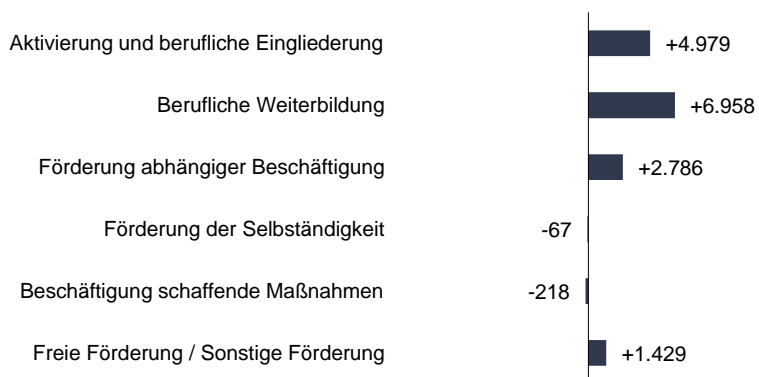 Aktivierung und berufliche Eingliederung +4.979
Berufliche Weiterbildung +6.958
Förderung abhängiger Beschäftigung +2.786
Förderung der Selbständigkeit -67
Beschäftigung schaffende Maßnahmen -218
Freie Förderung / Sonstige Förderung +1.429